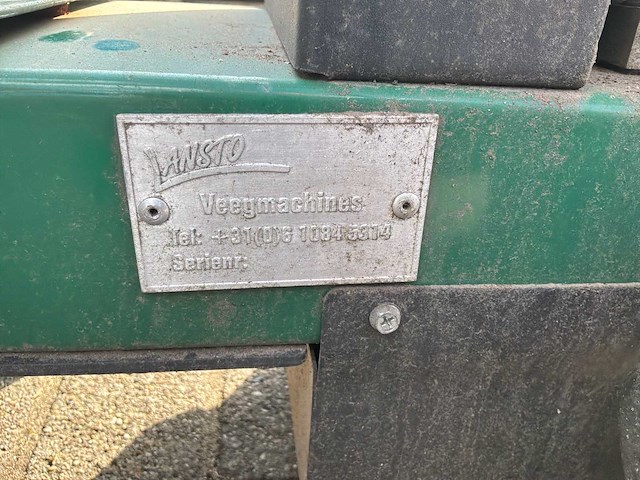 LANSTO
Veegmachines
Tel: +31(0)6 10845314
Serienr: